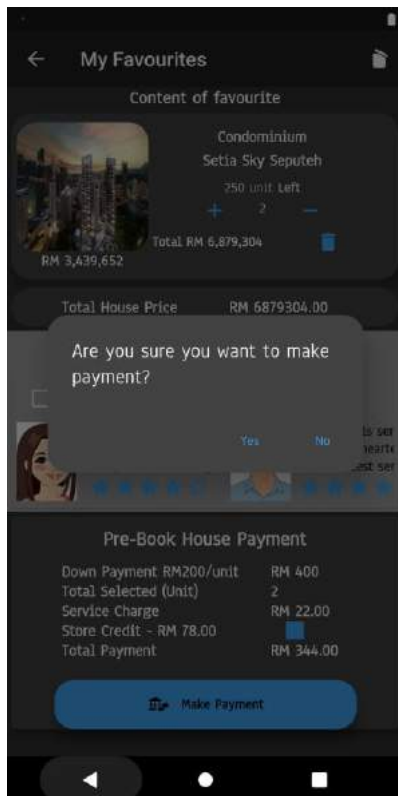 My Favourites
Content of favourite
Condominium
Setia Sky Seputeh
250 unit Left
+ 2 −
Total RM 6,879,304
RM 3,439,652
Total House Price RM 6879304.00
Are you sure you want to make
payment?
Yes No
Pre-Book House Payment
Down Payment RM200/unit RM 400
Total Selected (Unit) 2
Service Charge RM 22.00
Store Credit - RM 78.00
Total Payment RM 344.00
Make Payment